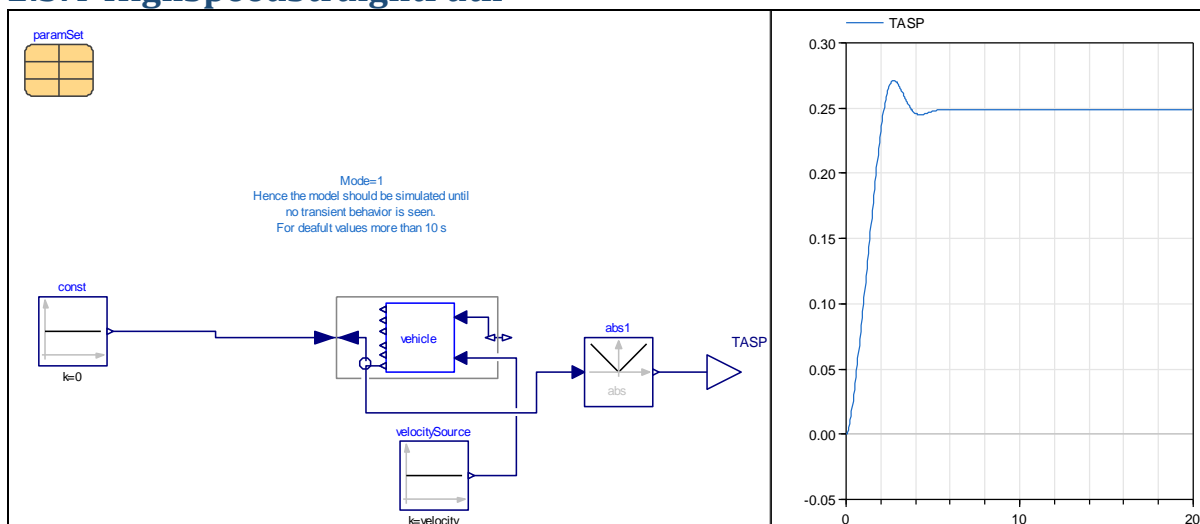 paramSet
Mode=1
Hence the model should be simulated until
no transient behavior is seen.
For deafult values more than 10 s
const
k=0
vehicle
abs1
abs
TASP
velocitySource
k=velocity
TASP
0.30
0.25
0.20
0.15
0.10
0.05
0.00
-0.05
0
10
20